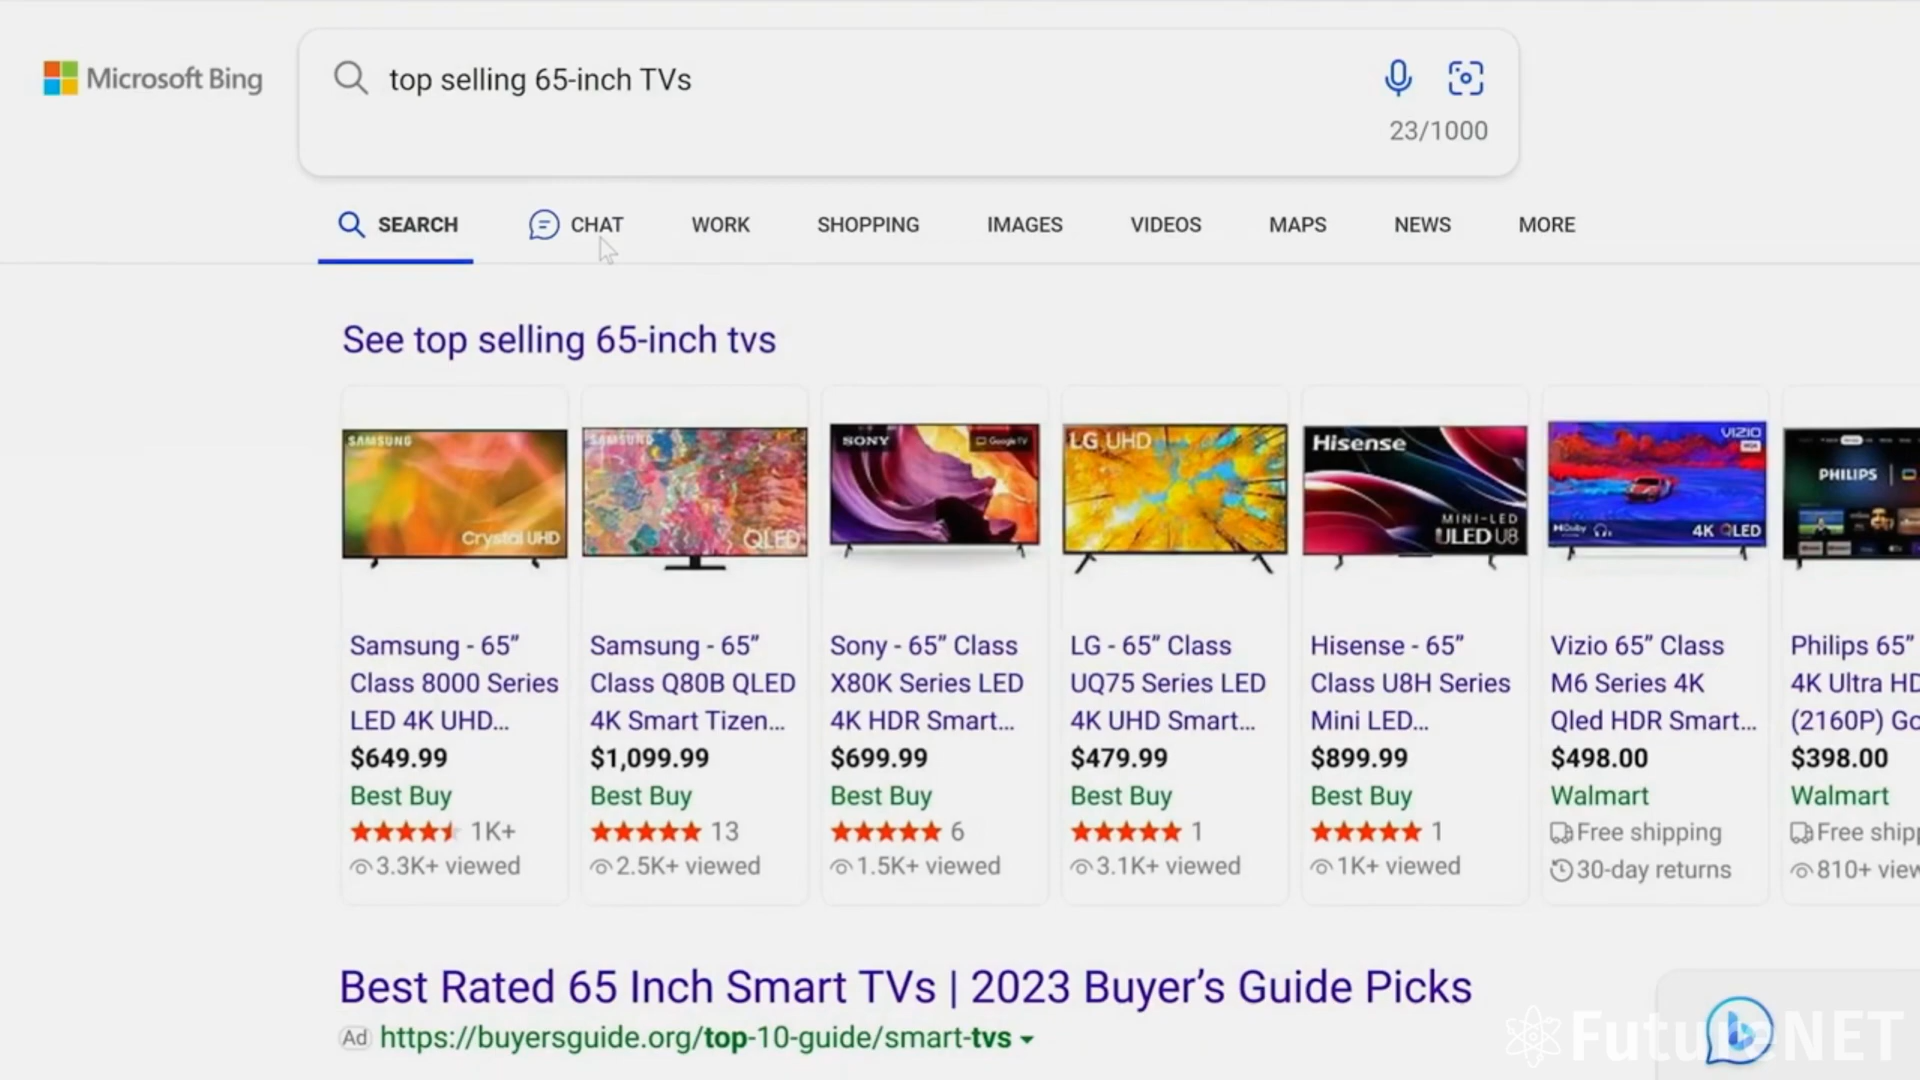 Microsoft Bing
top selling 65-inch TVs
23/1000
SEARCH CHAT WORK SHOPPING IMAGES VIDEOS MAPS NEWS MORE
See top selling 65-inch tvs
SAMSUNG
Crystal UHD
Samsung - 65”
Class 8000 Series
LED 4K UHD...
$649.99
Best Buy
1K+
3.3K+ viewed
SAMSUNG
QLED
Samsung - 65”
Class Q80B QLED
4K Smart Tizen...
$1,099.99
Best Buy
13
2.5K+ viewed
SONY
Google TV
Sony - 65” Class
X80K Series LED
4K HDR Smart...
$699.99
Best Buy
6
1.5K+ viewed
LG UHD
LG - 65” Class
UQ75 Series LED
4K UHD Smart...
$479.99
Best Buy
1
3.1K+ viewed
Hisense
MINI-LED
ULED U8
Hisense - 65”
Class U8H Series
Mini LED...
$899.99
Best Buy
1
1K+ viewed
VIZIO
4K QLED
Vizio 65” Class
M6 Series 4K
Qled HDR Smart...
$498.00
Walmart
Free shipping
30-day returns
PHILIPS
Philips 65”
4K Ultra HD
(2160P) Go
$398.00
Walmart
Free shipp
810+ view
Best Rated 65 Inch Smart TVs | 2023 Buyer’s Guide Picks
Ad https://buyersguide.org/top-10-guide/smart-tvs
FutureNET